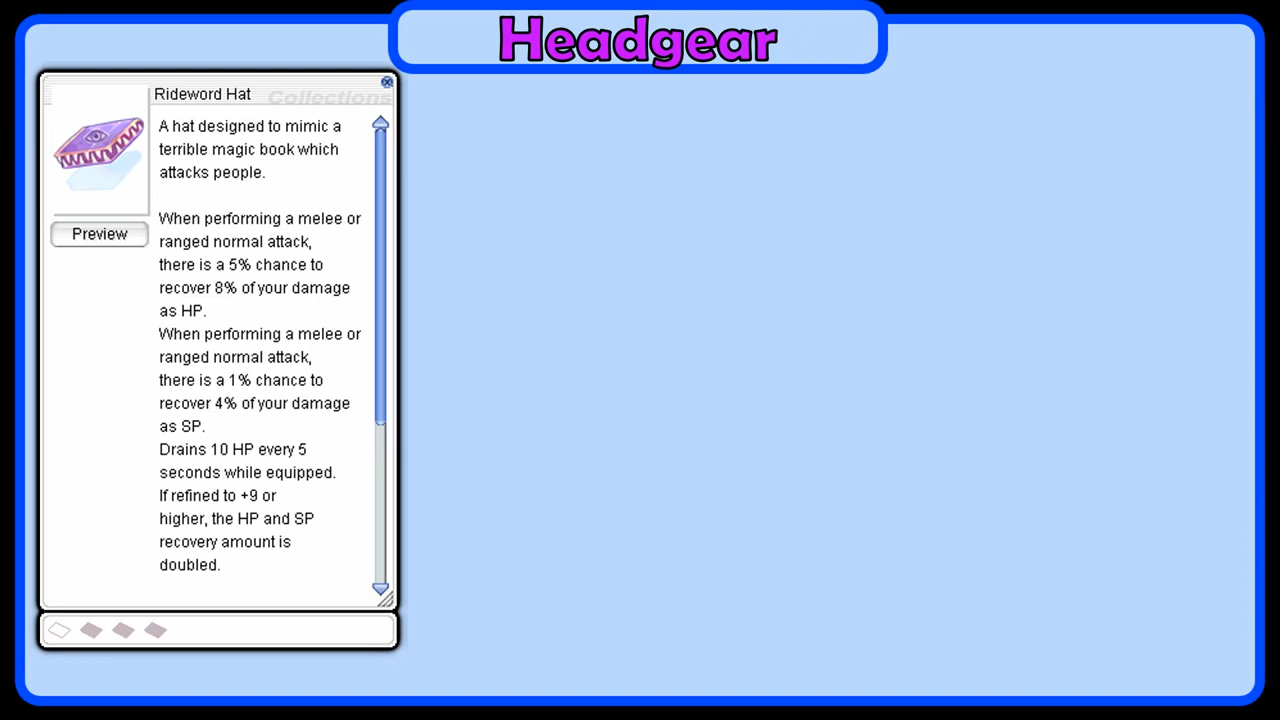 Headgear
Rideword Hat
Collections
A hat designed to mimic a
terrible magic book which
attacks people.
Preview
When performing a melee or
ranged normal attack,
there is a 5% chance to
recover 8% of your damage
as HP.
When performing a melee or
ranged normal attack,
there is a 1% chance to
recover 4% of your damage
as SP.
Drains 10 HP every 5
seconds while equipped.
If refined to +9 or
higher, the HP and SP
recovery amount is
doubled.